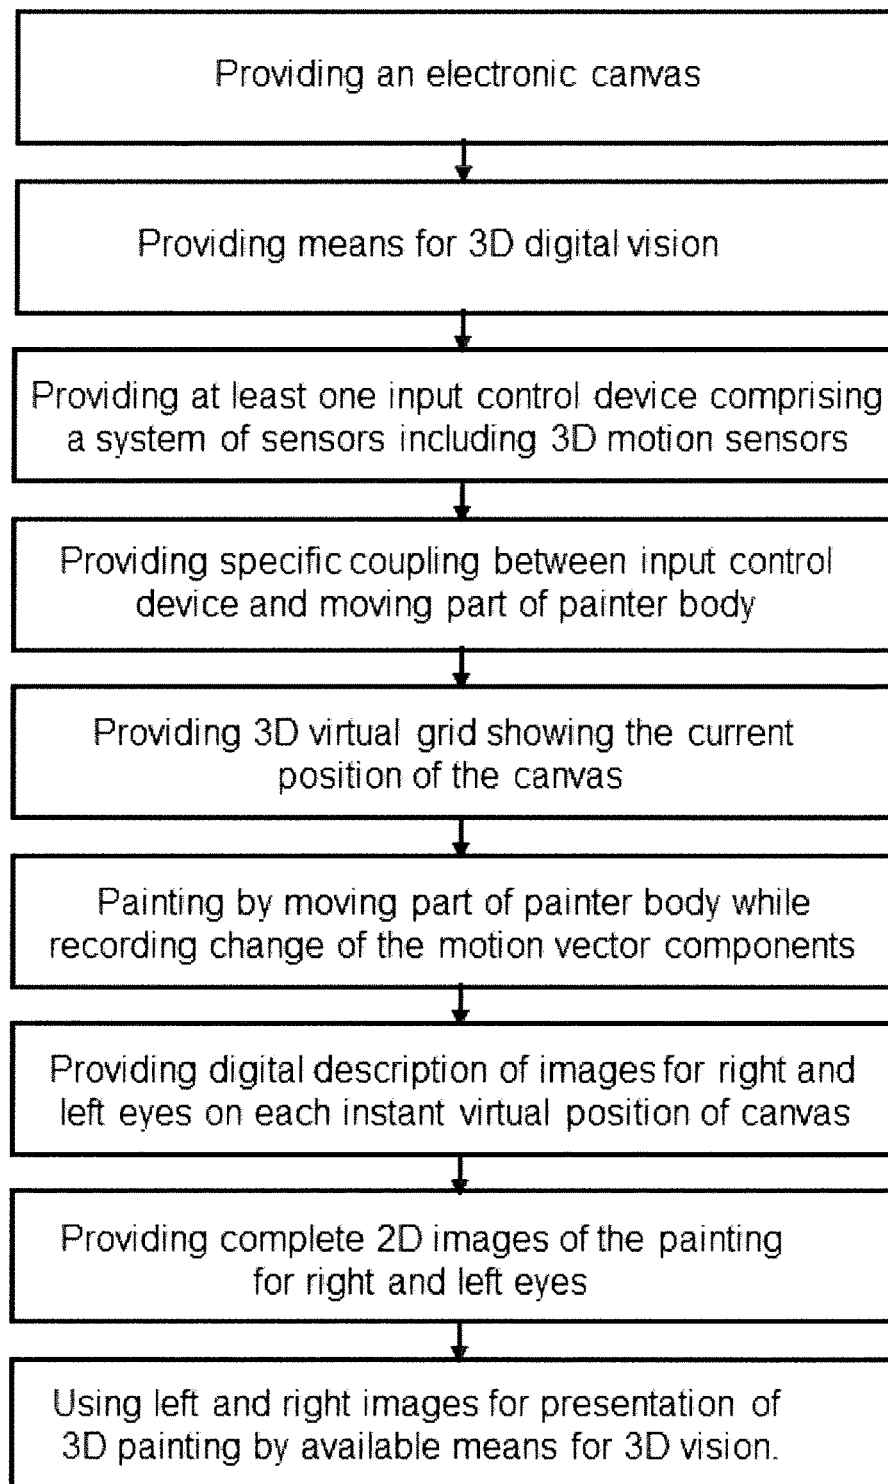 Providing an electronic canvas
Providing means for 3D digital vision
Providing at least one input control device comprising
a system of sensors including 3D motion sensors
Providing specific coupling between input control
device and moving part of painter body
Providing 3D virtual grid showing the current
position of the canvas
Painting by moving part of painter body while
recording change of the motion vector components
Providing digital description of images for right and
left eyes on each instant virtual position of canvas
Providing complete 2D images of the painting
for right and left eyes
Using left and right images for presentation of
3D painting by available means for 3D vision.